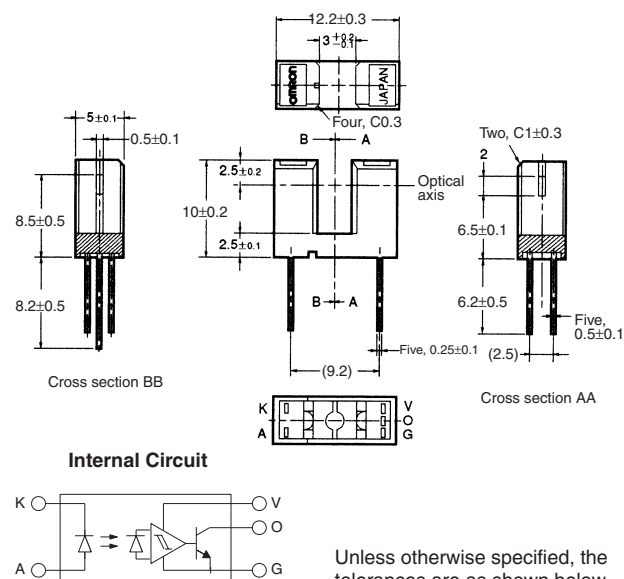 12.2±0.3
3 +0.2 -0.1
OMRON
JAPAN
Four, C0.3
5±0.1
0.5±0.1
B A
Two, C1±0.3
2
2.5±0.2
Optical
axis
8.5±0.5
10±0.2
6.5±0.1
2.5±0.1
8.2±0.5
B A
6.2±0.5
Five,
0.5±0.1
Five, 0.25±0.1
(2.5)
(9.2)
Cross section BB
Cross section AA
K V
O
A G
Internal Circuit
K V
O
A G
Unless otherwise specified, the
tolerances are as shown below